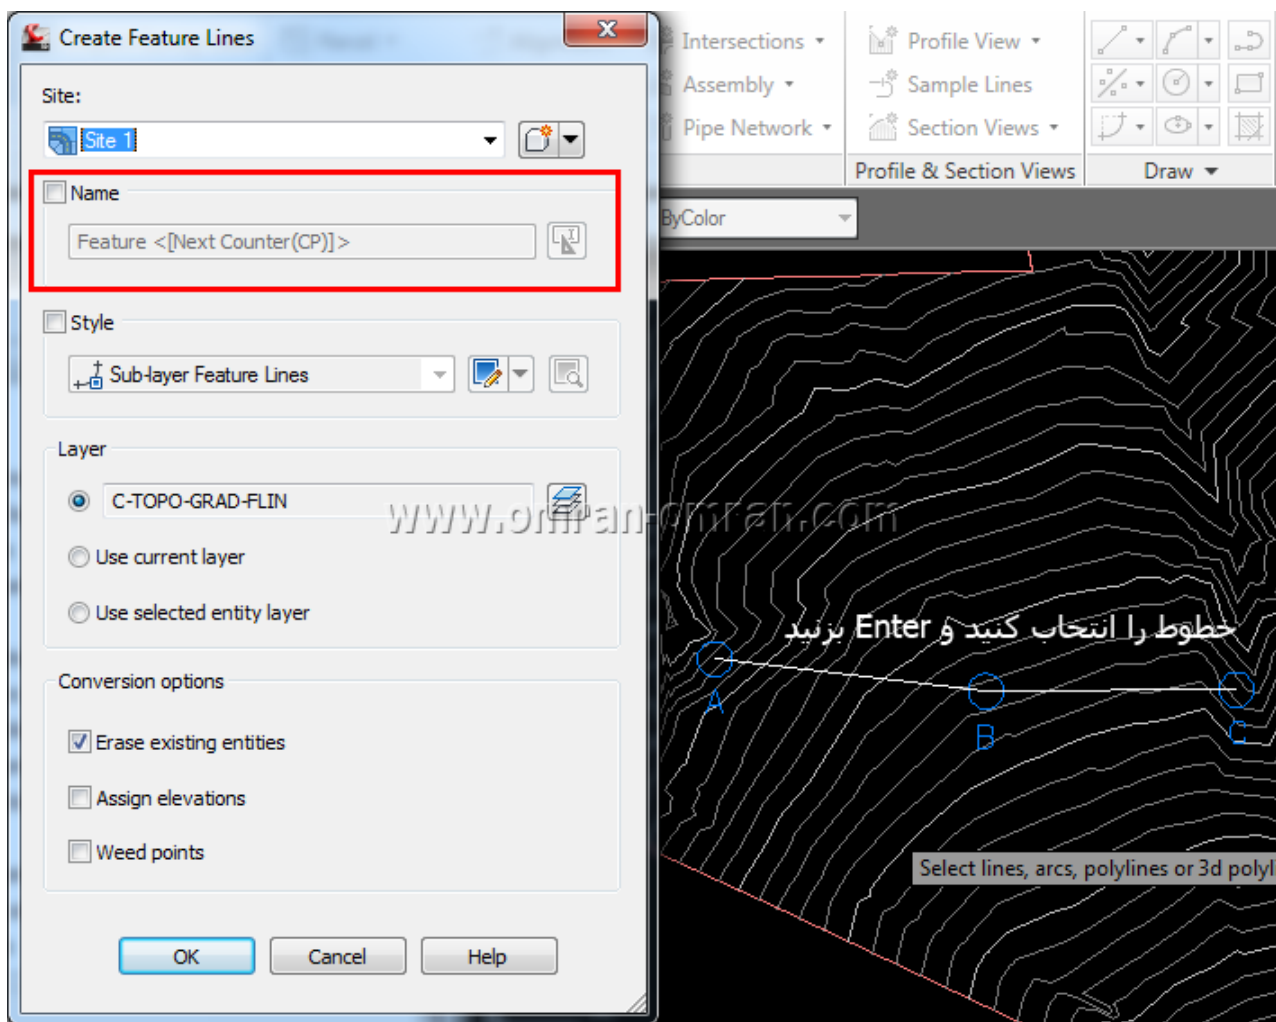 Create Feature Lines
Site:
Site 1
Name
Feature <[Next Counter(CP)]>
Style
Sub-layer Feature Lines
Layer
C-TOPO-GRAD-FLIN
Use current layer
Use selected entity layer
Conversion options
Erase existing entities
Assign elevations
Weed points
OK Cancel Help
Intersections Profile View
Assembly Sample Lines
Pipe Network Section Views
Profile & Section Views Draw
ByColor
www.omran-omran.com
خطوط را انتخاب کنید و Enter بزنید
A
B
C
Select lines, arcs, polylines or 3d polyli